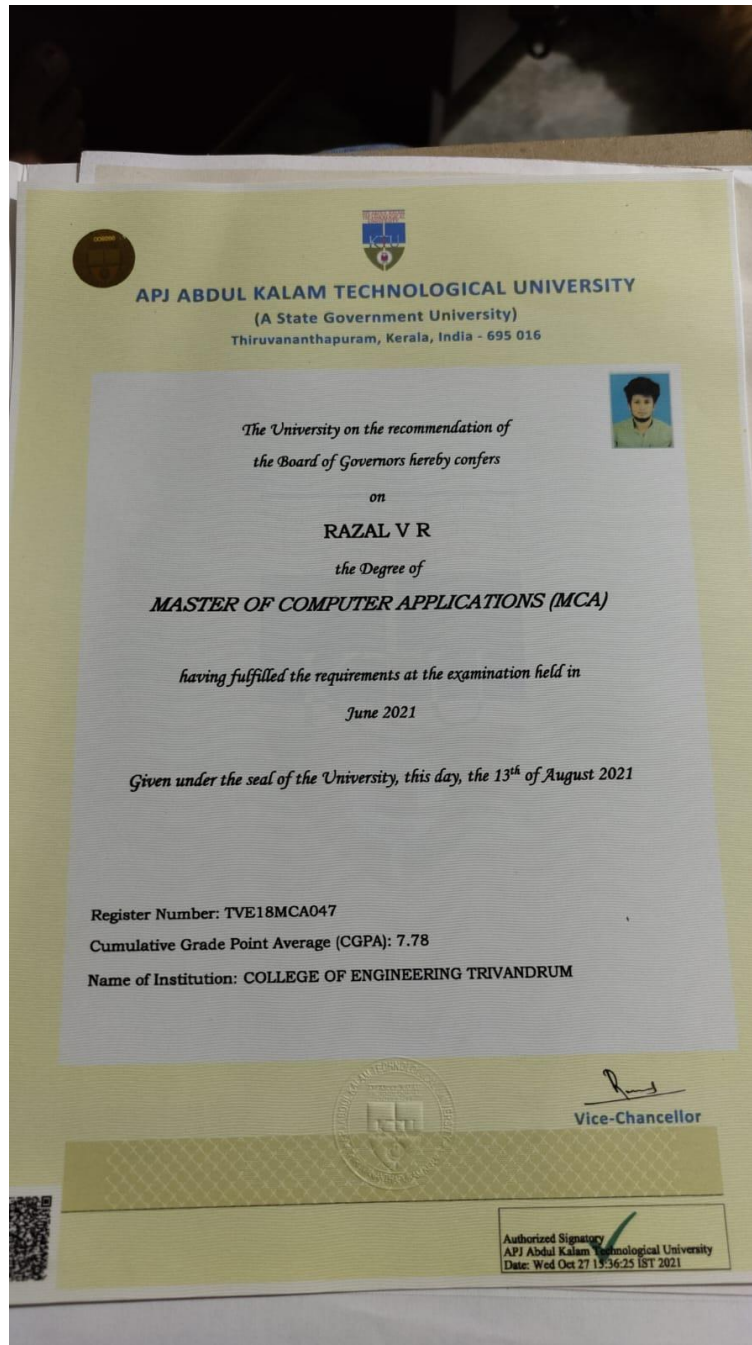 APJ ABDUL KALAM TECHNOLOGICAL UNIVERSITY
(A State Government University)
Thiruvananthapuram, Kerala, India - 695 016
The University on the recommendation of
the Board of Governors hereby confers
on
RAZAL V R
the Degree of
MASTER OF COMPUTER APPLICATIONS (MCA)
having fulfilled the requirements at the examination held in
June 2021
Given under the seal of the University, this day, the 13th of August 2021
Register Number: TVE18MCA047
Cumulative Grade Point Average (CGPA): 7.78
Name of Institution: COLLEGE OF ENGINEERING TRIVANDRUM
Vice-Chancellor
Authorized Signatory
APJ Abdul Kalam Technological University
Date: Wed Oct 27 15:36:25 IST 2021